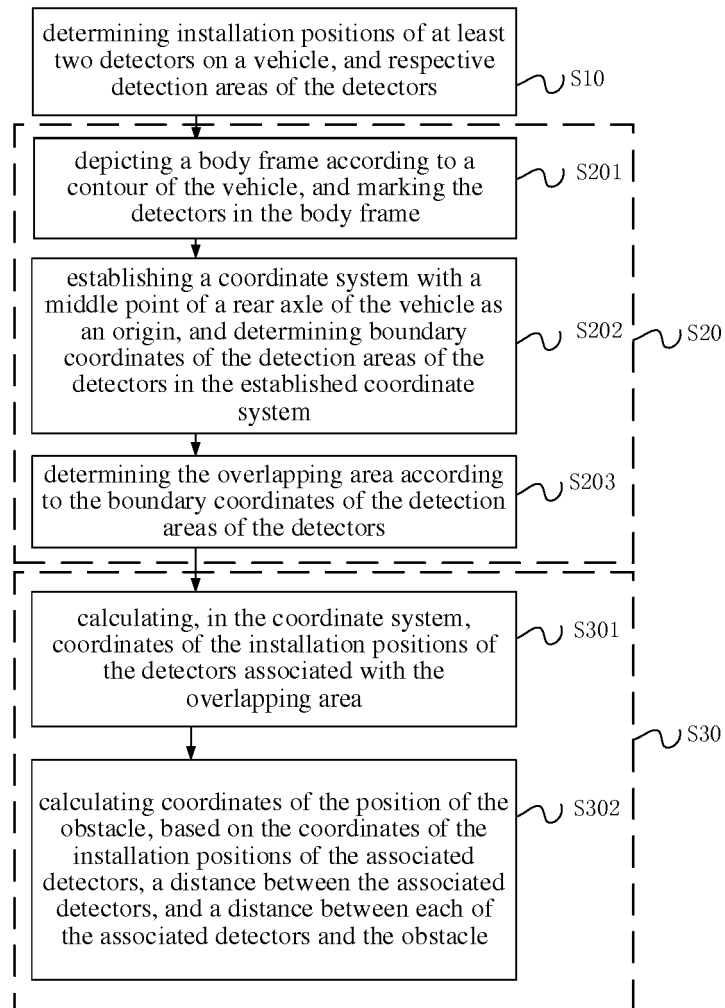 determining installation positions of at least
two detectors on a vehicle, and respective
detection areas of the detectors
S10
depicting a body frame according to a
contour of the vehicle, and marking the
detectors in the body frame
S201
establishing a coordinate system with a
middle point of a rear axle of the vehicle as
an origin, and determining boundary
coordinates of the detection areas of the
detectors in the established coordinate
system
S202
S20
determining the overlapping area according
to the boundary coordinates of the detection
areas of the detectors
S203
calculating, in the coordinate system,
coordinates of the installation positions of
the detectors associated with the
overlapping area
S301
S30
calculating coordinates of the position of the
obstacle, based on the coordinates of the
installation positions of the associated
detectors, a distance between the associated
detectors, and a distance between each of
the associated detectors and the obstacle
S302